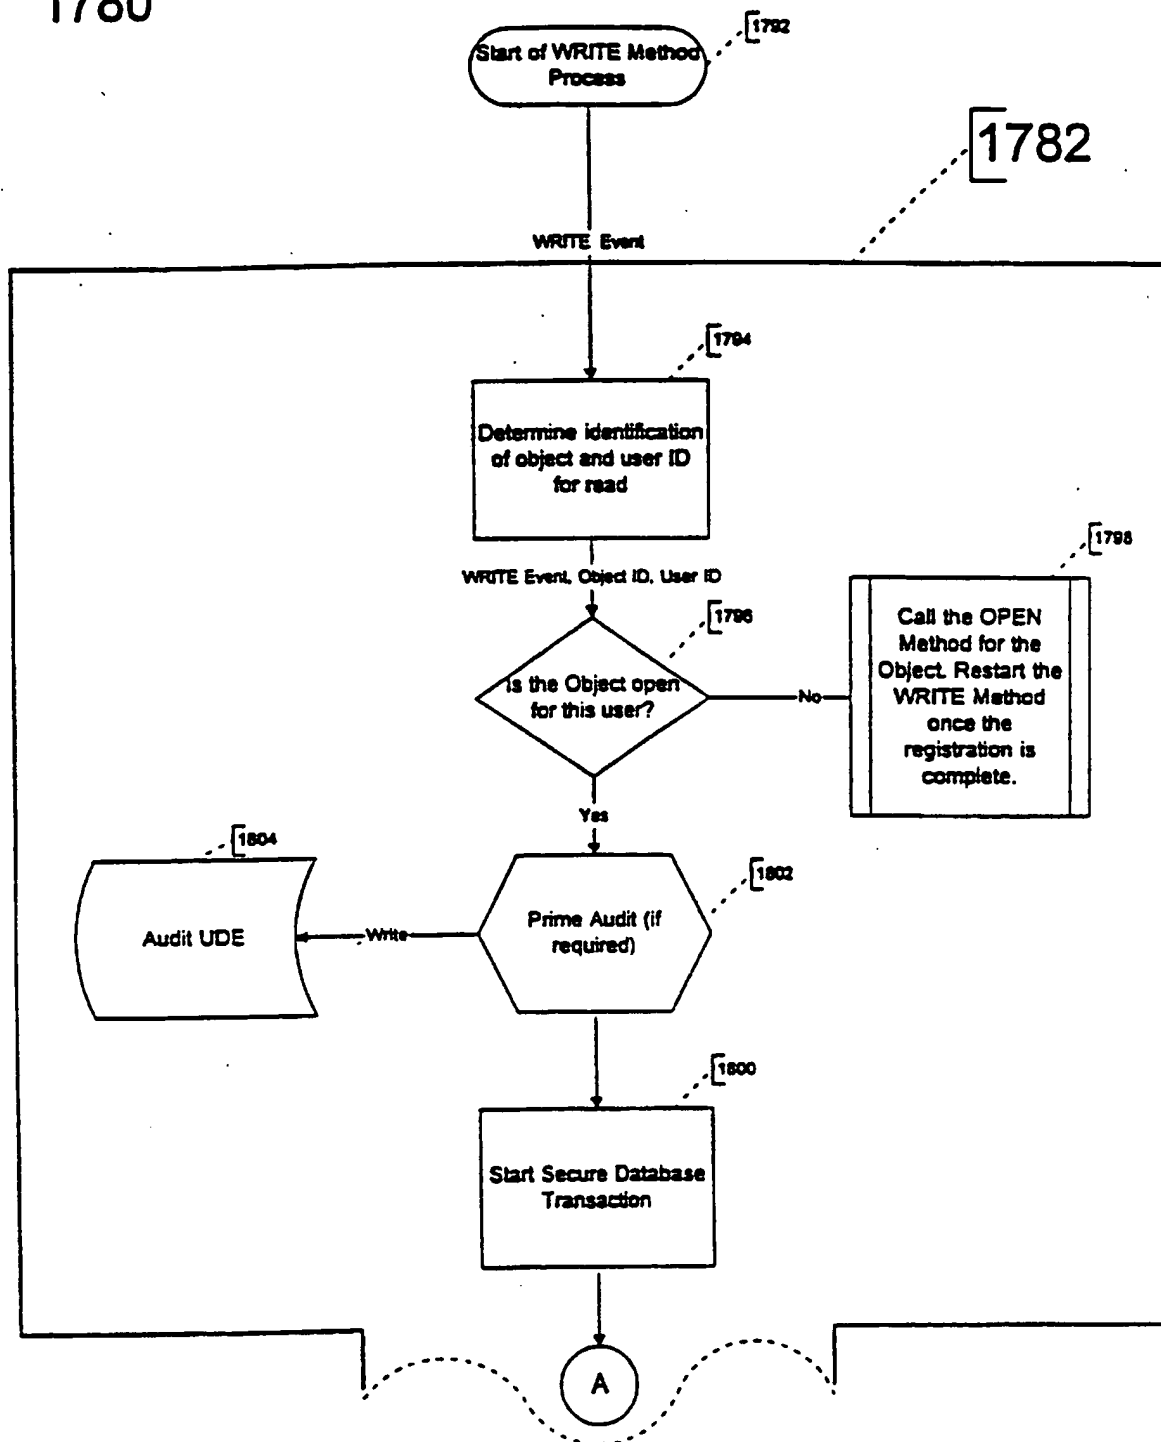 1780
1792
Start of WRITE Method
Process
1782
WRITE Event
1794
Determine identification
of object and user ID
for read
WRITE Event, Object ID, User ID
1798
1796
Call the OPEN
Method for the
Object. Restart the
WRITE Method
once the
registration is
complete.
Is the Object open
for this user?
No
Yes
1804
1802
Audit UDE
Write
Prime Audit (if
required)
1800
Start Secure Database
Transaction
A